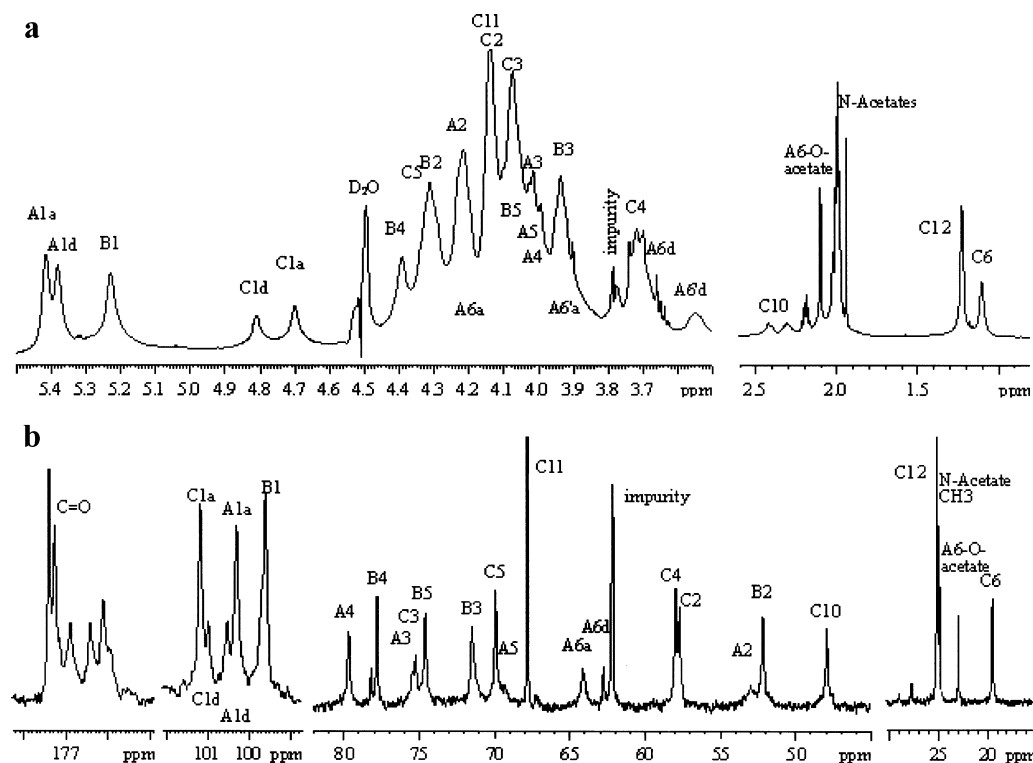 a
C11
C2
C3
A2
B2
C5
D2O
B4
A3
B3
B5
A5
A4
impurity
C4
A6d
A1a
A1d
B1
C1d
C1a
A6a
A6'a
A6'd
N-Acetates
A6-O-
acetate
C12
C6
C10
5.4 5.3 5.2 5.1 5.0 4.9 4.8 4.7 4.6 4.5 4.4 4.3 4.2 4.1 4.0 3.9 3.8 3.7 ppm
2.5 2.0 1.5 ppm
b
C=O
C1a
A1a
B1
C1d
A1d
A4
B4
A3
C3
B5
B3
C5
A5
C11
A6a
A6d
impurity
C4
C2
A2
B2
C10
C12
N-Acetate
CH3
A6-O-
acetate
C6
177 ppm
101 100 ppm
80 75 70 65 60 55 50 ppm
25 20 ppm